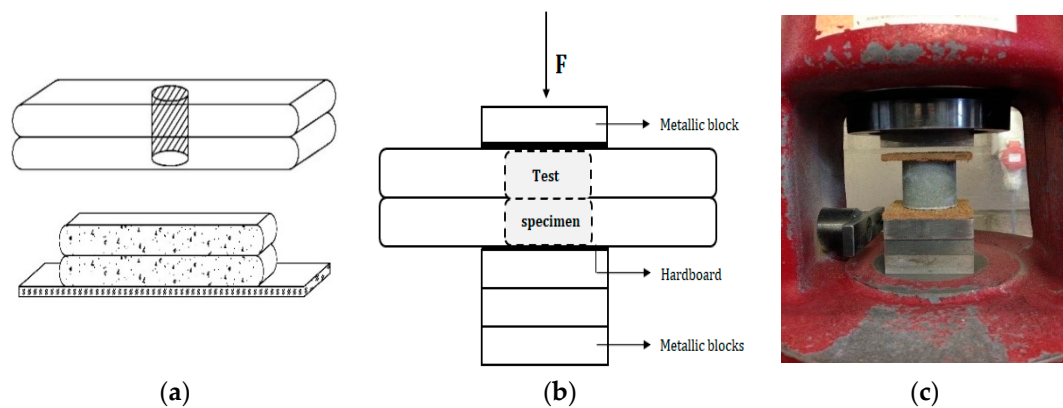 F
Metallic block
Test
specimen
Hardboard
Metallic blocks
(a)
(b)
(c)